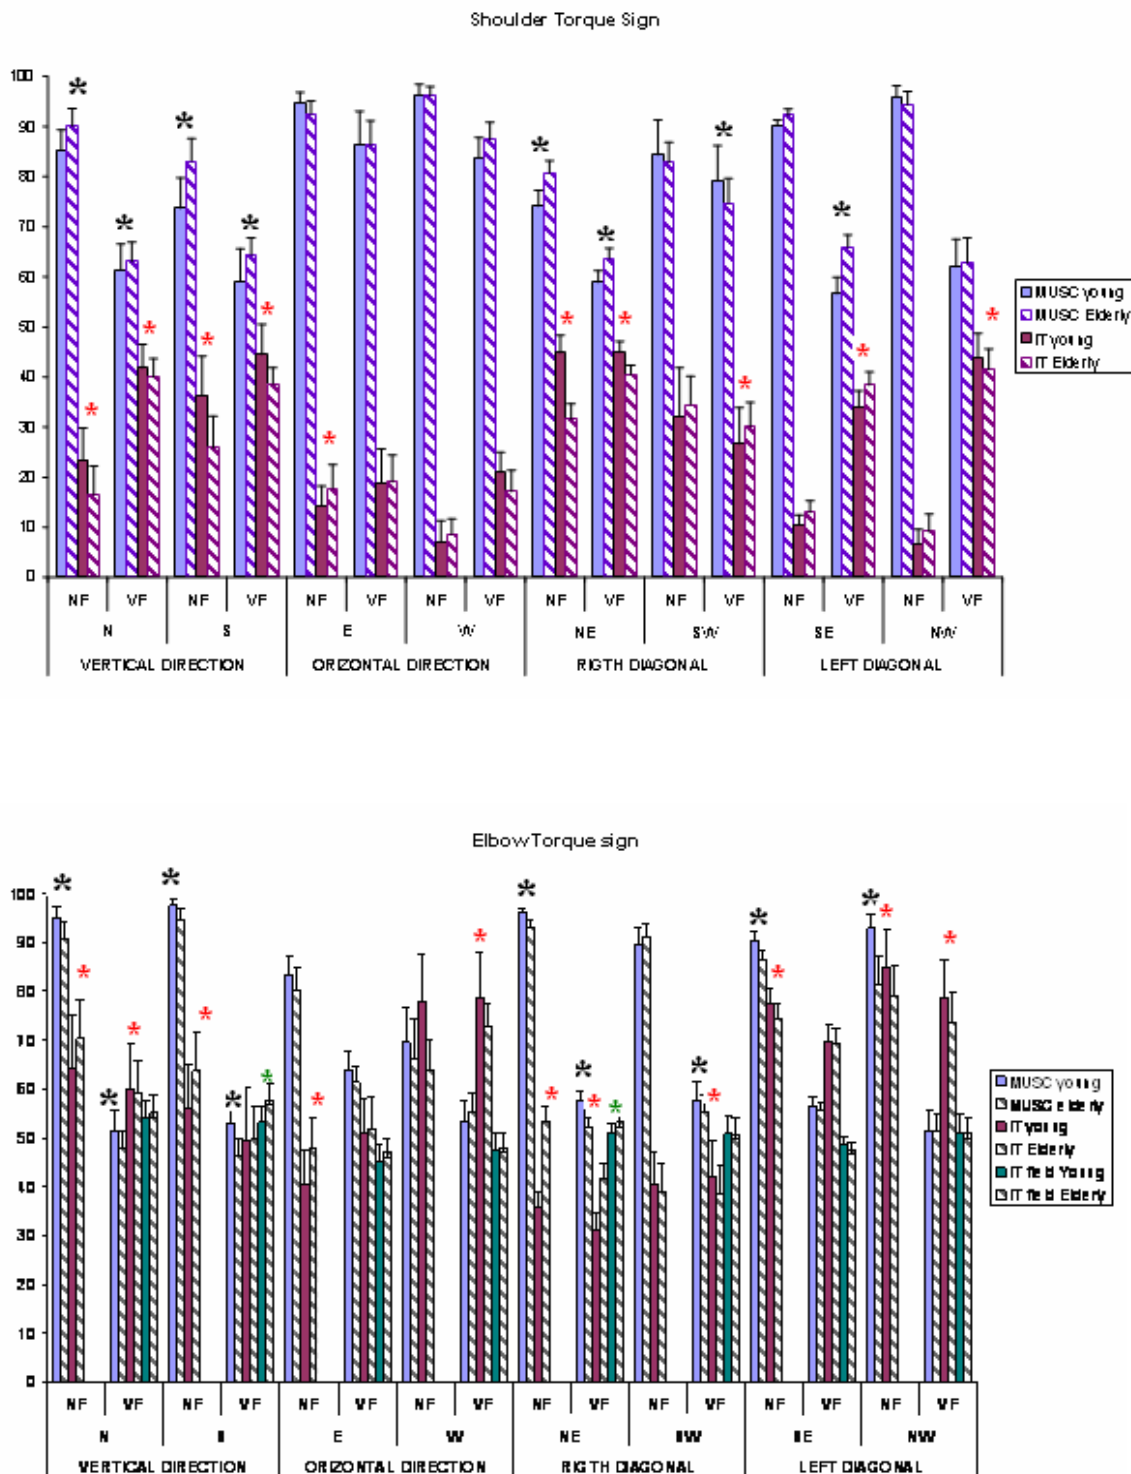 Shoulder Torque Sign
100
90
80
70
60
50
40
30
20
10
0
MUSC young
MUSC Elderly
IT young
IT Elderly
NF VF NF VF NF VF NF VF NF VF NF VF NF VF NF VF
N S E W NE SW SE NW
VERTICAL DIRECTION ORIZONTAL DIRECTION RIGTH DIAGONAL LEFT DIAGONAL
Elbow Torque sign
100
90
80
70
60
50
40
30
20
10
0
MUSC young
MUSC elderly
IT young
IT Elderly
IT field Young
IT field Elderly
NF VF NF VF NF VF NF VF NF VF NF VF NF VF NF VF
N E W NE NW
VERTICAL DIRECTION ORIZONTAL DIRECTION RIGTH DIAGONAL LEFT DIAGONAL